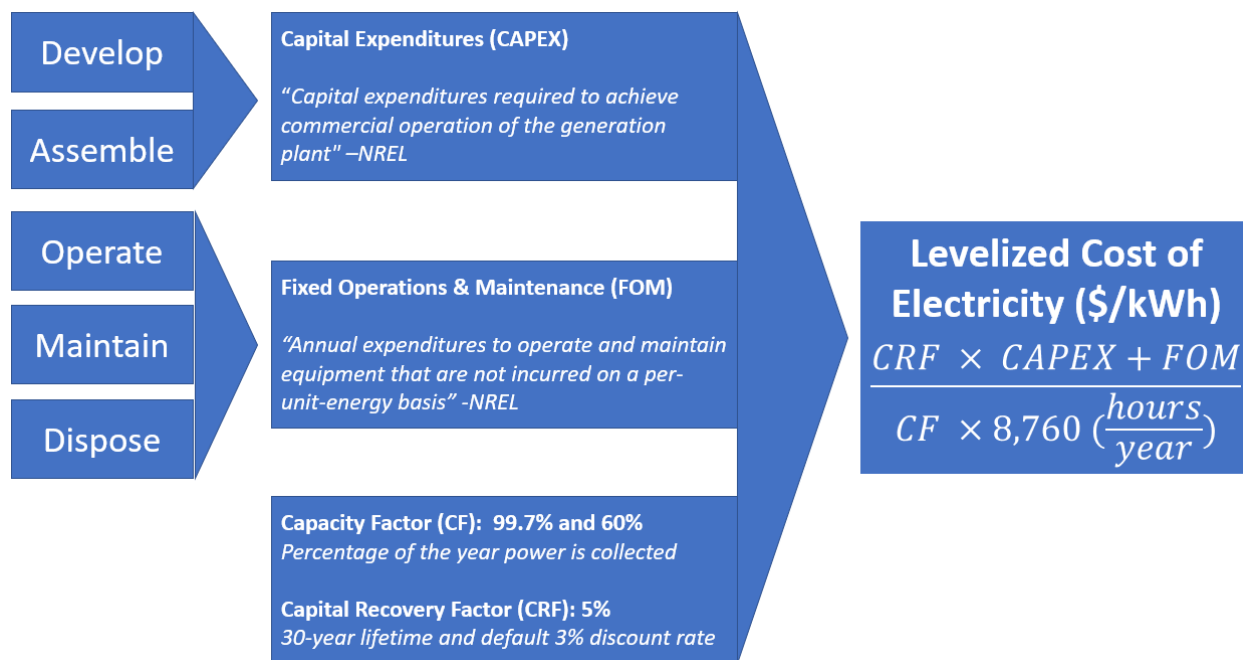 Develop
Assemble
Operate
Maintain
Dispose
Capital Expenditures (CAPEX)
“Capital expenditures required to achieve
commercial operation of the generation
plant" –NREL
Fixed Operations & Maintenance (FOM)
“Annual expenditures to operate and maintain
equipment that are not incurred on a per-
unit-energy basis” -NREL
Capacity Factor (CF): 99.7% and 60%
Percentage of the year power is collected
Capital Recovery Factor (CRF): 5%
30-year lifetime and default 3% discount rate
Levelized Cost of
Electricity ($/kWh)
CRF × CAPEX + FOM
CF × 8,760 (hours/year)